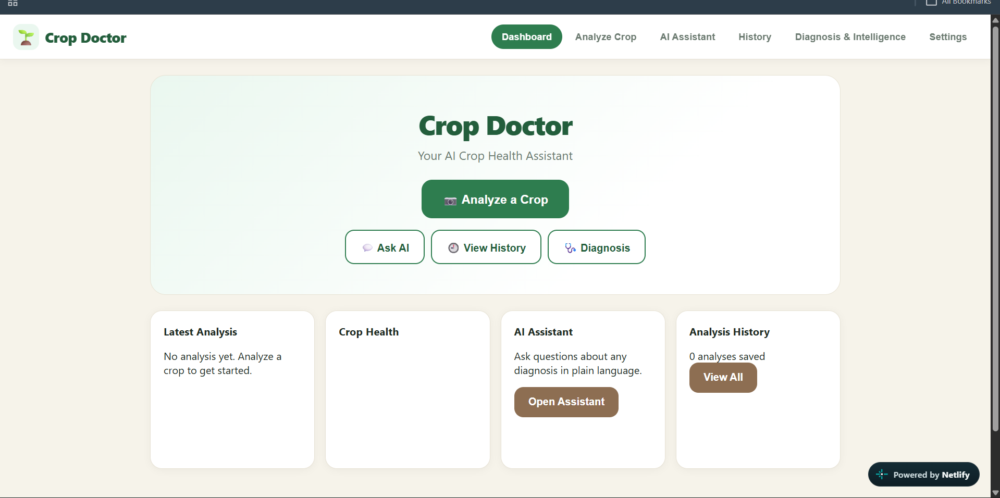 All Bookmarks
Crop Doctor
Dashboard
Analyze Crop
AI Assistant
History
Diagnosis & Intelligence
Settings
Crop Doctor
Your AI Crop Health Assistant
Analyze a Crop
Ask AI
View History
Diagnosis
Latest Analysis
No analysis yet. Analyze a
crop to get started.
Crop Health
AI Assistant
Ask questions about any
diagnosis in plain language.
Open Assistant
Analysis History
0 analyses saved
View All
Powered by Netlify